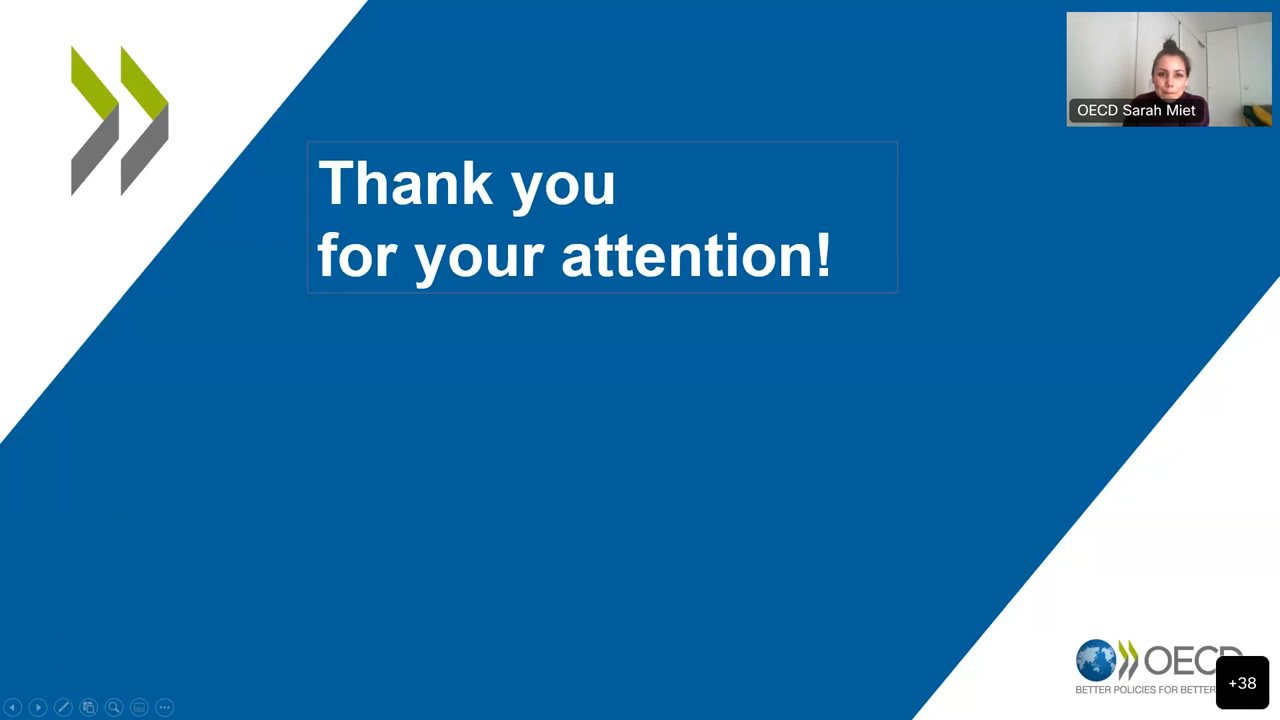 OECD Sarah Miet
Thank you
for your attention!
OECD
BETTER POLICIES FOR BETTER
+38